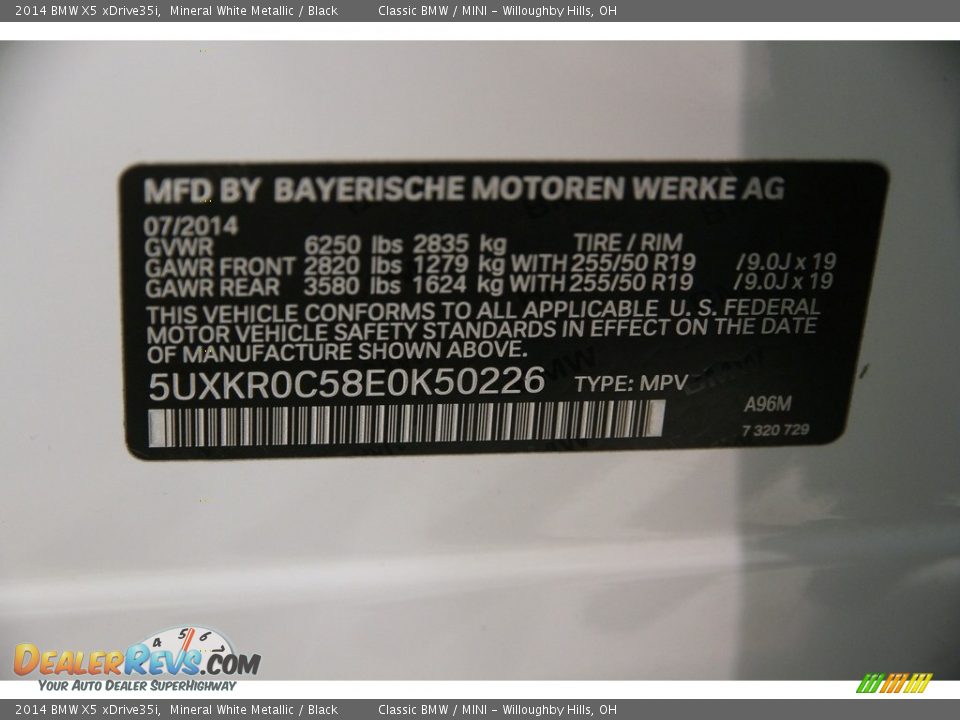 2014 BMW X5 xDrive35i, Mineral White Metallic / Black Classic BMW / MINI - Willoughby Hills, OH
MFD BY BAYERISCHE MOTOREN WERKE AG
07/2014
GVWR 6250 lbs 2835 kg TIRE / RIM
GAWR FRONT 2820 lbs 1279 kg WITH 255/50 R19 /9.0J x 19
GAWR REAR 3580 lbs 1624 kg WITH 255/50 R19 /9.0J x 19
THIS VEHICLE CONFORMS TO ALL APPLICABLE U. S. FEDERAL
MOTOR VEHICLE SAFETY STANDARDS IN EFFECT ON THE DATE
OF MANUFACTURE SHOWN ABOVE.
5UXKR0C58E0K50226 TYPE: MPV
A96M
7 320 729
4 5 6 7
DEALERREVS.COM
YOUR AUTO DEALER SUPERHIGHWAY
2014 BMW X5 xDrive35i, Mineral White Metallic / Black Classic BMW / MINI - Willoughby Hills, OH